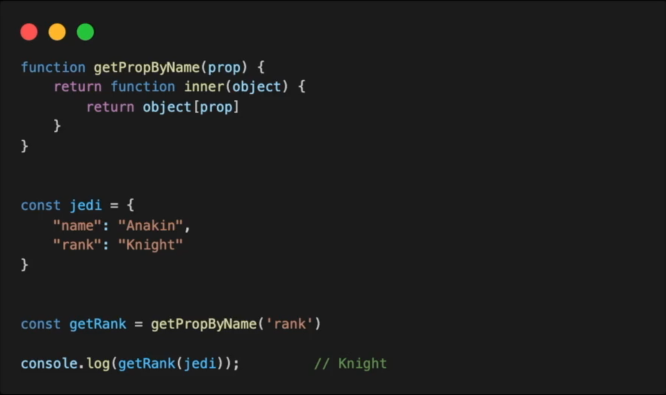 function getPropByName(prop) {
    return function inner(object) {
        return object[prop]
    }
}
const jedi = {
    "name": "Anakin",
    "rank": "Knight"
}
const getRank = getPropByName('rank')
console.log(getRank(jedi));         // Knight